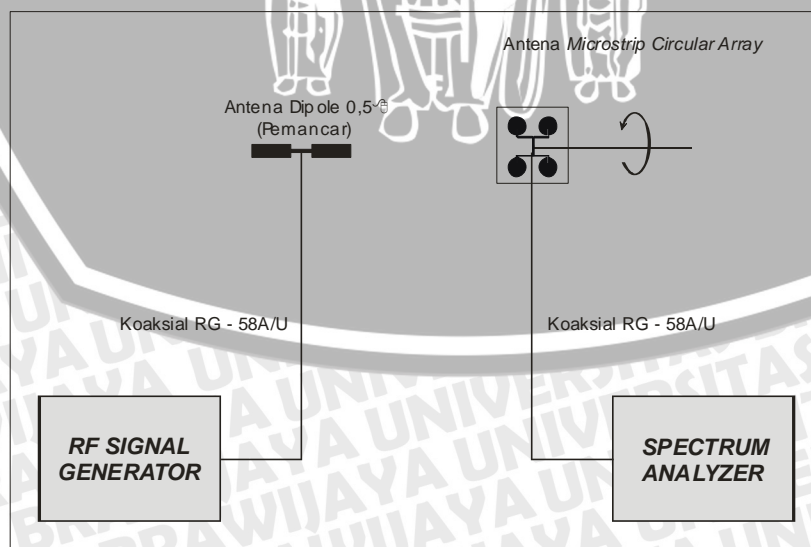 Antena Microstrip Circular Array
Antena Dipole 0,5
(Pemancar)
Koaksial RG - 58A/U
Koaksial RG - 58A/U
RF SIGNAL
GENERATOR
SPECTRUM
ANALYZER